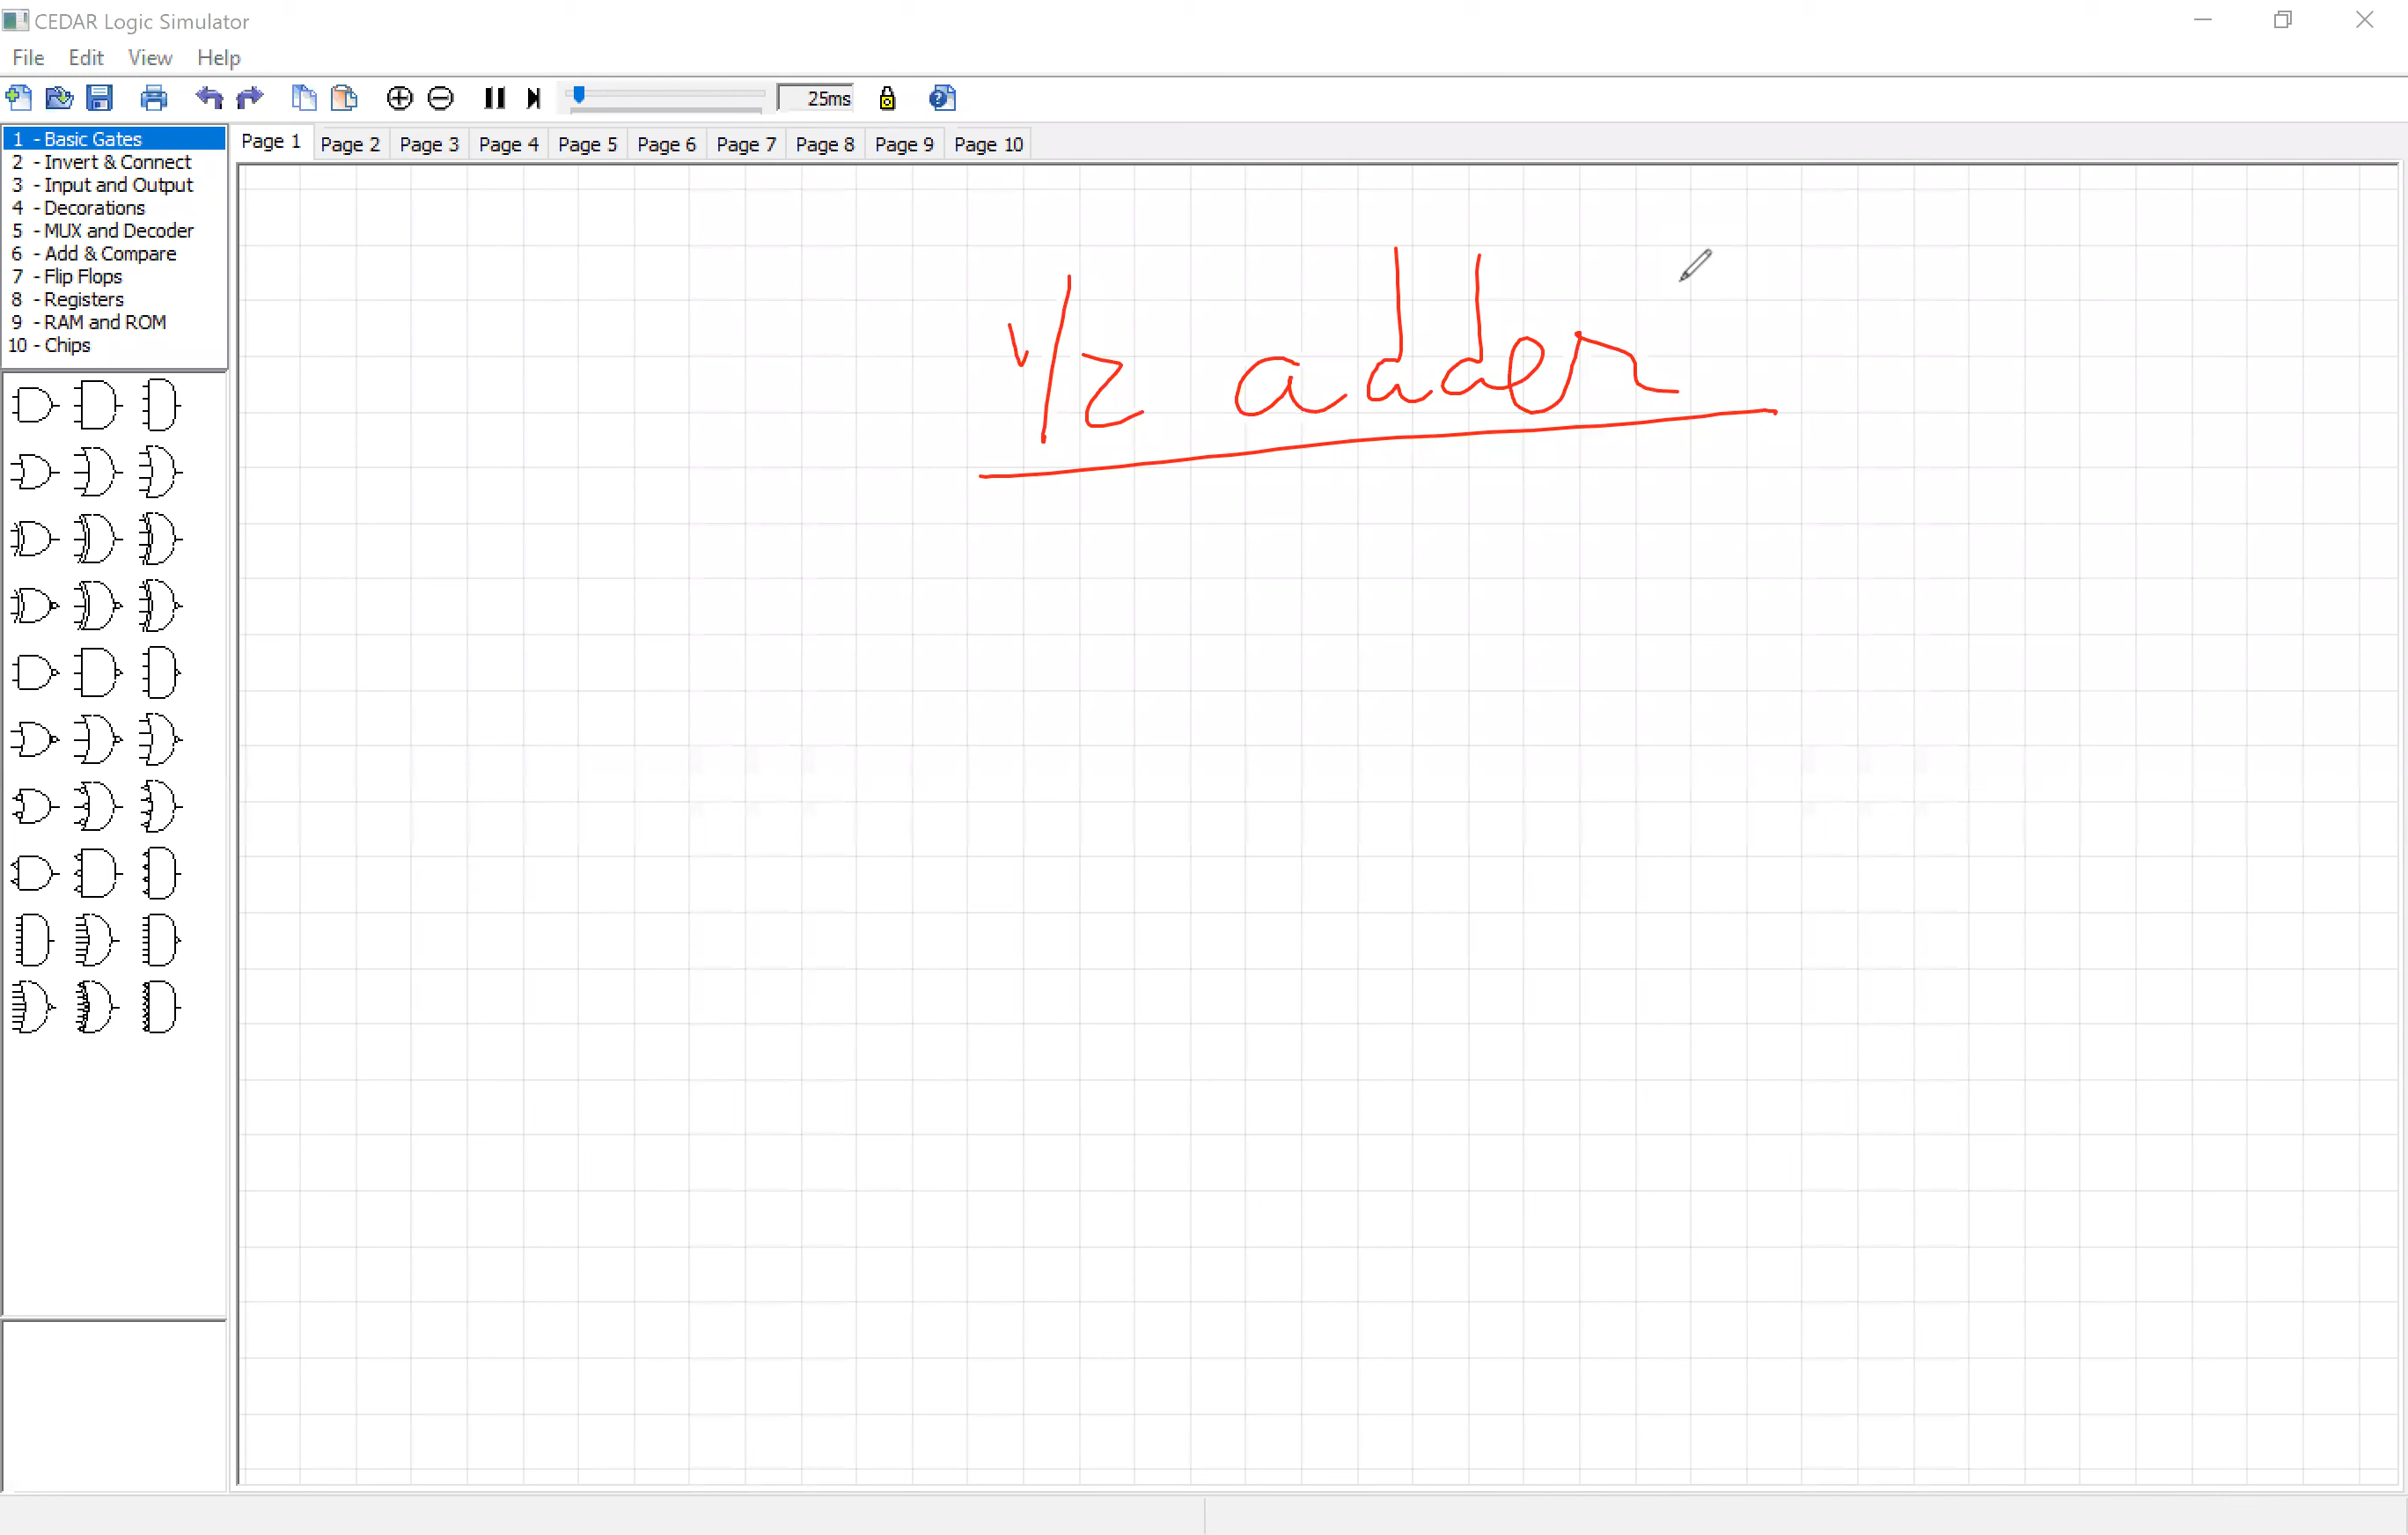 CEDAR Logic Simulator
File Edit View Help
25ms
1 - Basic Gates
2 - Invert & Connect
3 - Input and Output
4 - Decorations
5 - MUX and Decoder
6 - Add & Compare
7 - Flip Flops
8 - Registers
9 - RAM and ROM
10 - Chips
Page 1 Page 2 Page 3 Page 4 Page 5 Page 6 Page 7 Page 8 Page 9 Page 10
1/2 adder